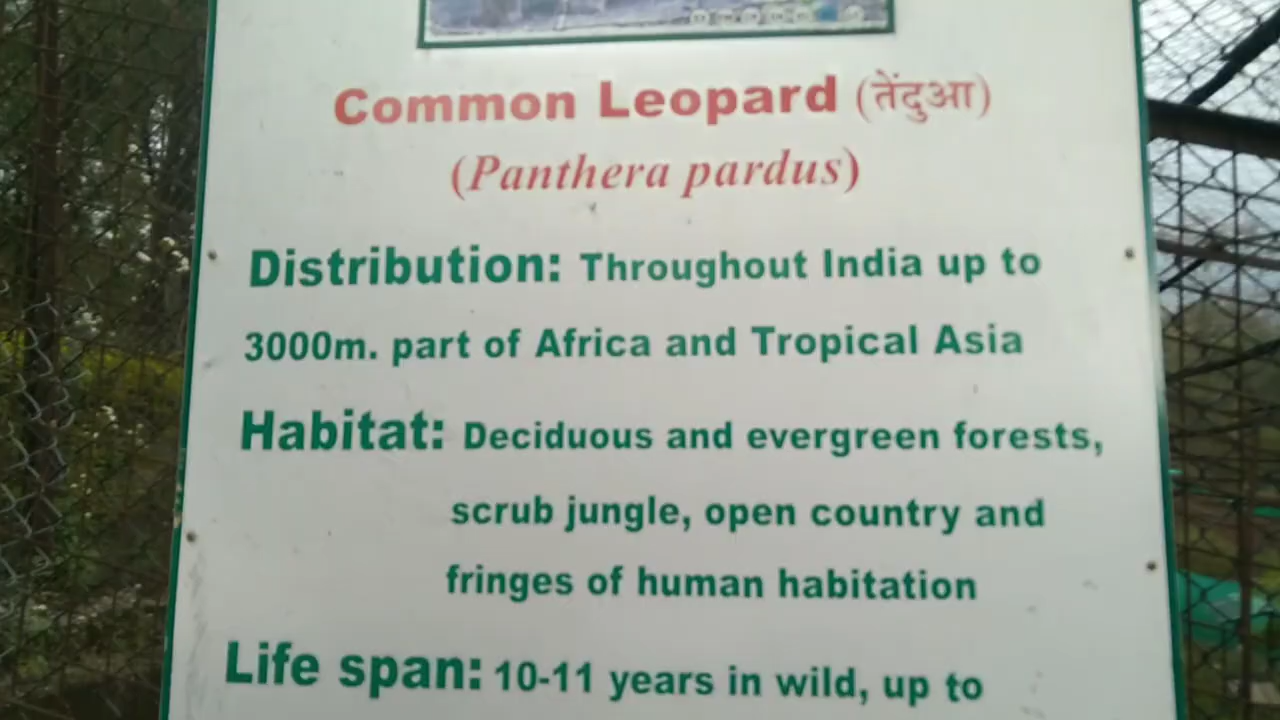 Common Leopard (तेंदुआ)
(Panthera pardus)
Distribution: Throughout India up to
3000m. part of Africa and Tropical Asia
Habitat: Deciduous and evergreen forests,
scrub jungle, open country and
fringes of human habitation
Life span: 10-11 years in wild, up to